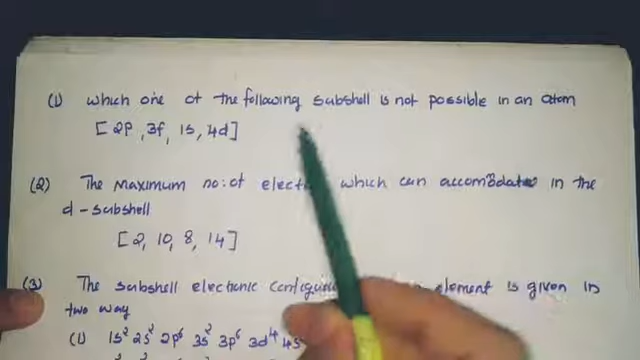 (1) which one of the following subshell is not possible in an atom
[2p, 3f, 1s, 4d]
(2) The maximum no: of which can accomodate in the
d-subshell
[2, 10, 8, 14]
(3) The subshell electronic element is given in
two way
(1) 1s² 2s² 2p⁶ 3s² 3p⁶ 3d⁴ 4s